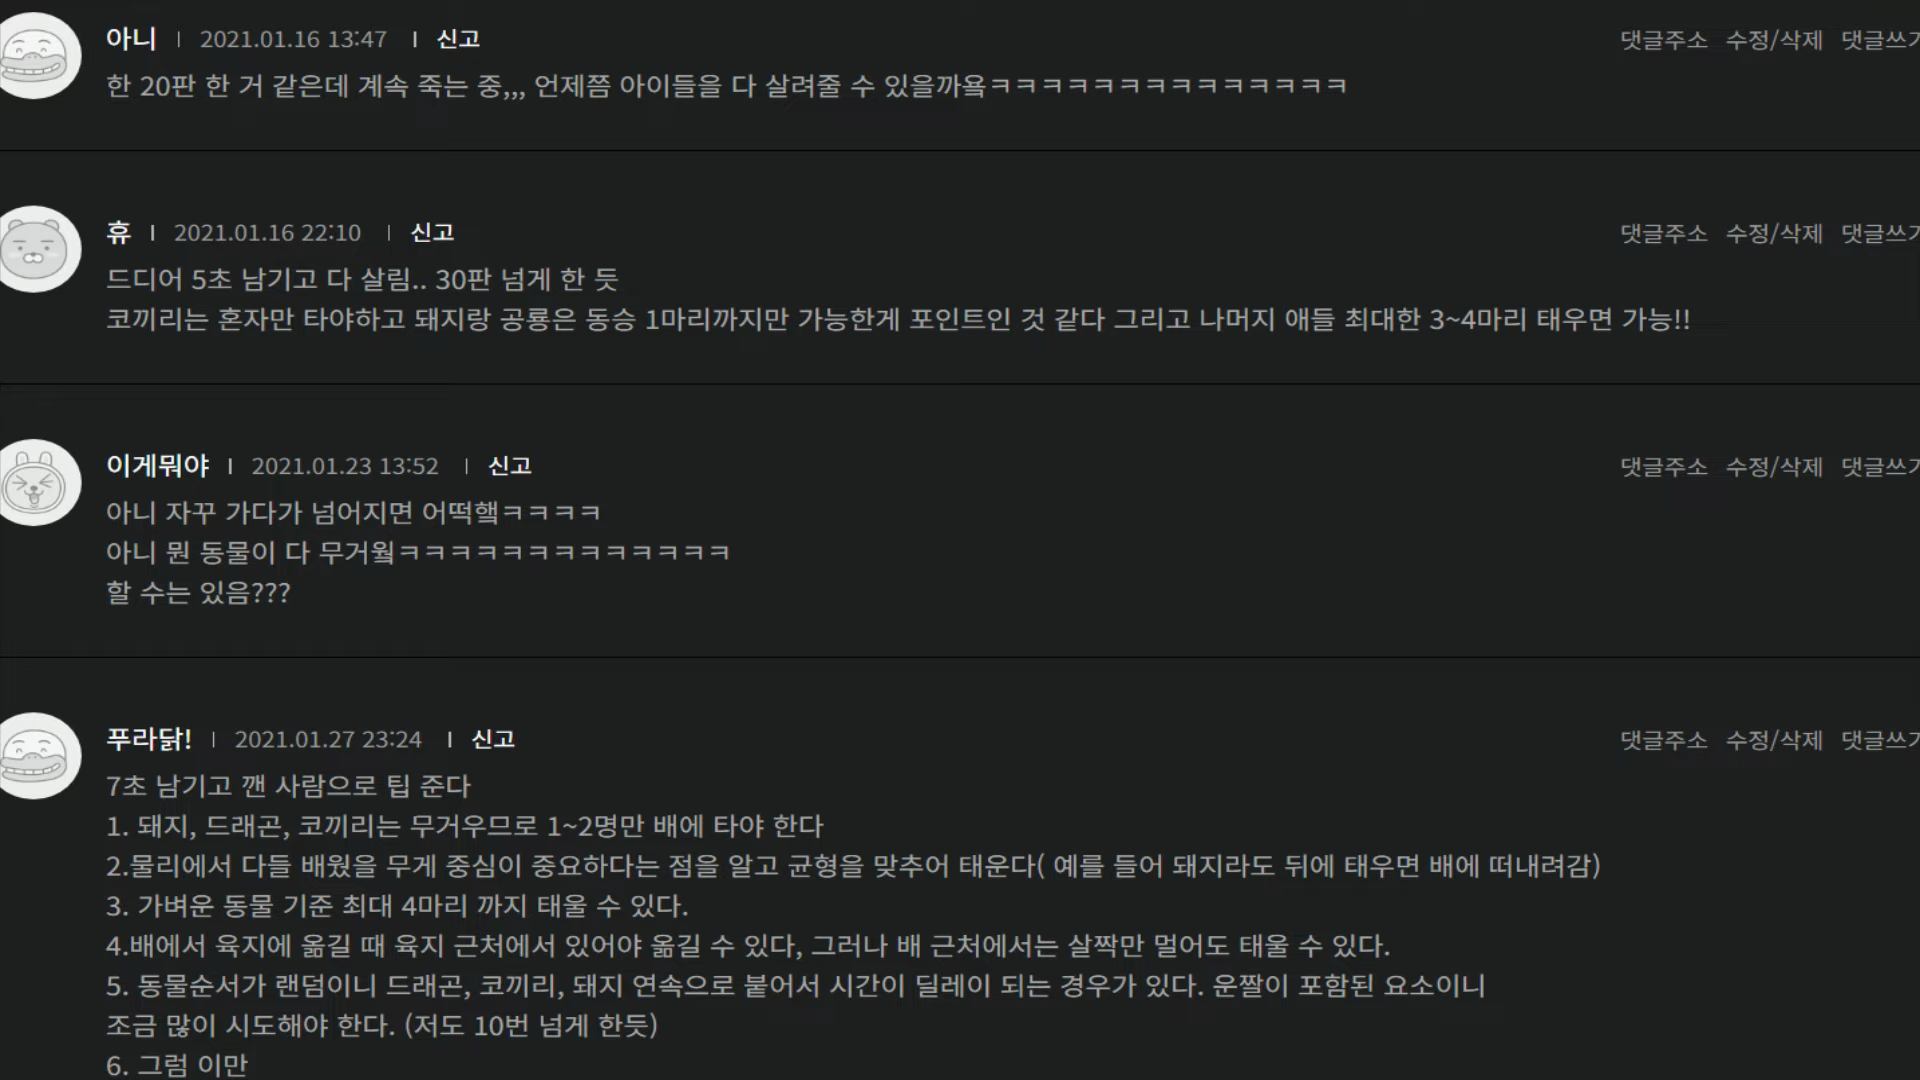 아니 | 2021.01.16 13:47 | 신고 댓글주소 수정/삭제 댓글쓰기
한 20판 한 거 같은데 계속 죽는 중,,, 언제쯤 아이들을 다 살려줄 수 있을까욬ㅋㅋㅋㅋㅋㅋㅋㅋㅋㅋㅋㅋㅋㅋ
휴 | 2021.01.16 22:10 | 신고 댓글주소 수정/삭제 댓글쓰기
드디어 5초 남기고 다 살림.. 30판 넘게 한 듯
코끼리는 혼자만 타야하고 돼지랑 공룡은 동승 1마리까지만 가능한게 포인트인 것 같다 그리고 나머지 애들 최대한 3~4마리 태우면 가능!!
이게뭐야 | 2021.01.23 13:52 | 신고 댓글주소 수정/삭제 댓글쓰기
아니 자꾸 가다가 넘어지면 어떡햌ㅋㅋㅋㅋ
아니 뭔 동물이 다 무거웤ㅋㅋㅋㅋㅋㅋㅋㅋㅋㅋㅋㅋㅋ
할 수는 있음???
푸라닭! | 2021.01.27 23:24 | 신고 댓글주소 수정/삭제 댓글쓰기
7초 남기고 깬 사람으로 팁 준다
1. 돼지, 드래곤, 코끼리는 무거우므로 1~2명만 배에 타야 한다
2.물리에서 다들 배웠을 무게 중심이 중요하다는 점을 알고 균형을 맞추어 태운다( 예를 들어 돼지라도 뒤에 태우면 배에 떠내려감)
3. 가벼운 동물 기준 최대 4마리 까지 태울 수 있다.
4.배에서 육지에 옮길 때 육지 근처에서 있어야 옮길 수 있다, 그러나 배 근처에서는 살짝만 멀어도 태울 수 있다.
5. 동물순서가 랜덤이니 드래곤, 코끼리, 돼지 연속으로 붙어서 시간이 딜레이 되는 경우가 있다. 운빨이 포함된 요소이니
조금 많이 시도해야 한다. (저도 10번 넘게 한듯)
6. 그럼 이만